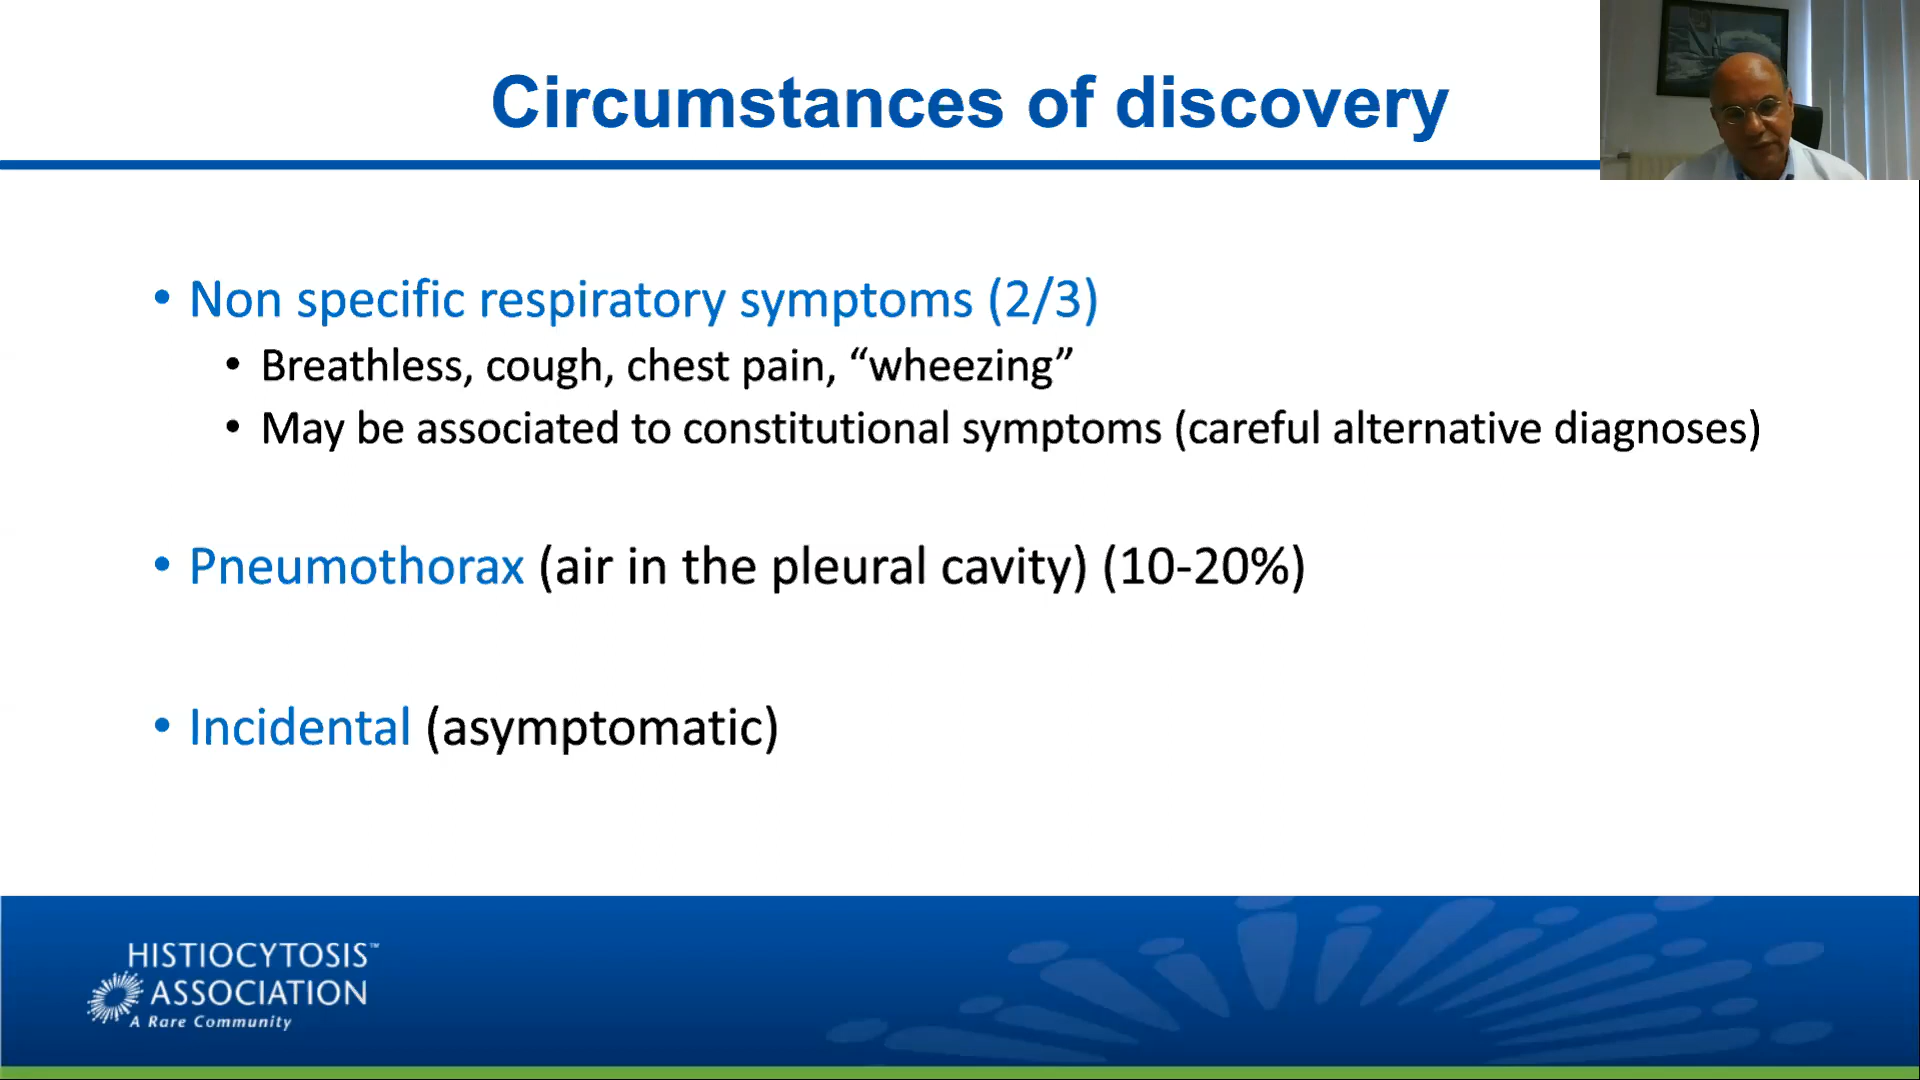 Circumstances of discovery
• Non specific respiratory symptoms (2/3)
• Breathless, cough, chest pain, “wheezing”
• May be associated to constitutional symptoms (careful alternative diagnoses)
• Pneumothorax (air in the pleural cavity) (10-20%)
• Incidental (asymptomatic)
HISTIOCYTOSIS™
ASSOCIATION
A Rare Community